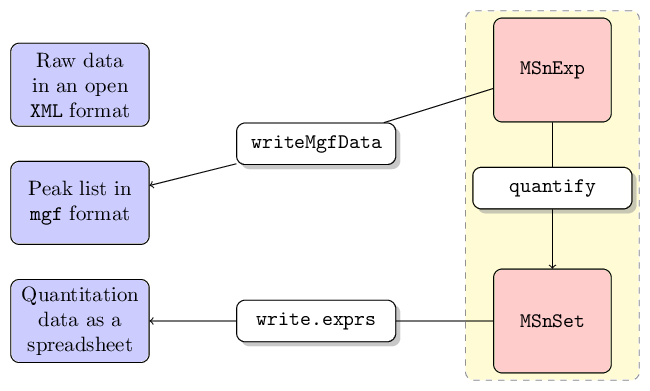 Raw data
in an open
XML format
MSnExp
writeMgfData
Peak list in
mgf format
quantify
Quantitation
data as a
spreadsheet
write.exprs
MSnSet